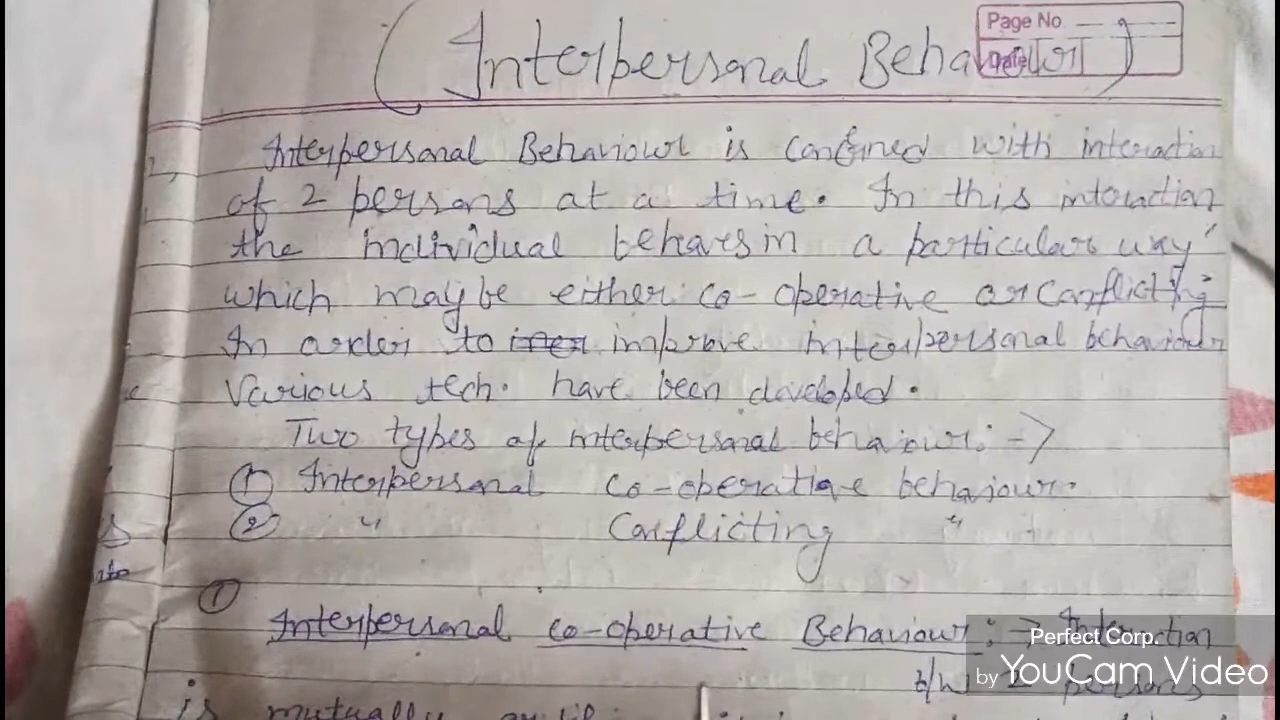 Page No
Date
(Interpersonal Behaviour)
Interpersonal Behaviour is confined with interaction
of 2 persons at a time. In this interaction
the individual behaves in a particular way
which may be either co-operative or conflicting.
In order to improve interpersonal behaviour
Various tech. have been developed.
Two types of interpersonal behaviour: ->
① Interpersonal co-operative behaviour.
② " Conflicting "
①
Interpersonal co-operative Behaviour: -> Interaction
b/w 2 persons
is mutually
Perfect Corp.
by YouCam Video